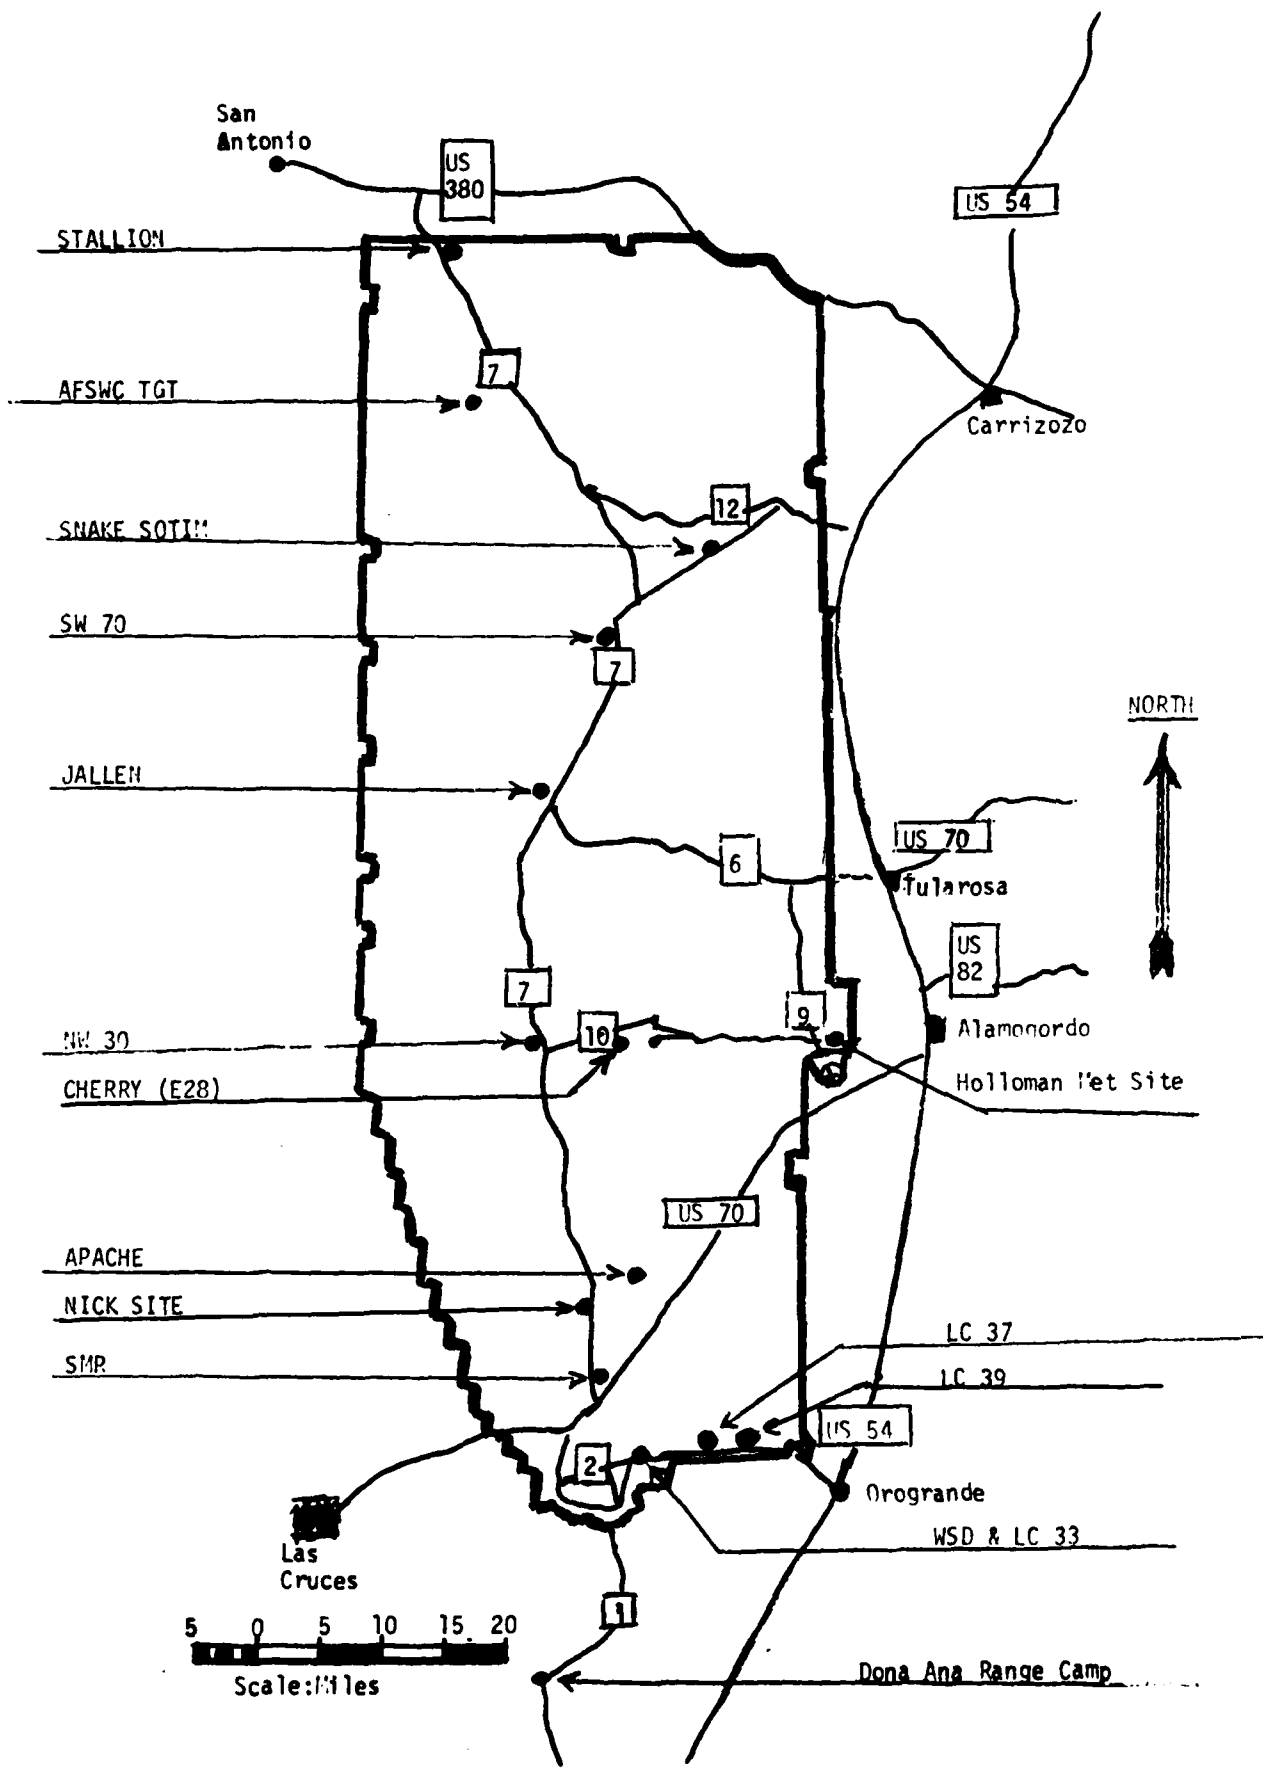 San
Antonio
US
380
US 54
STALLION
7
AFSWC TGT
Carrizozo
12
SNAKE SOTIM
SW 70
7
NORTH
JALLEN
US 70
6
Tularosa
US
82
7
9
10
Alamogordo
NW 30
Holloman Met Site
CHERRY (E28)
US 70
APACHE
NICK SITE
LC 37
SMR
LC 39
US 54
2
Orogrande
WSD & LC 33
Las
Cruces
1
5 0 5 10 15 20
Scale:Miles
Dona Ana Range Camp